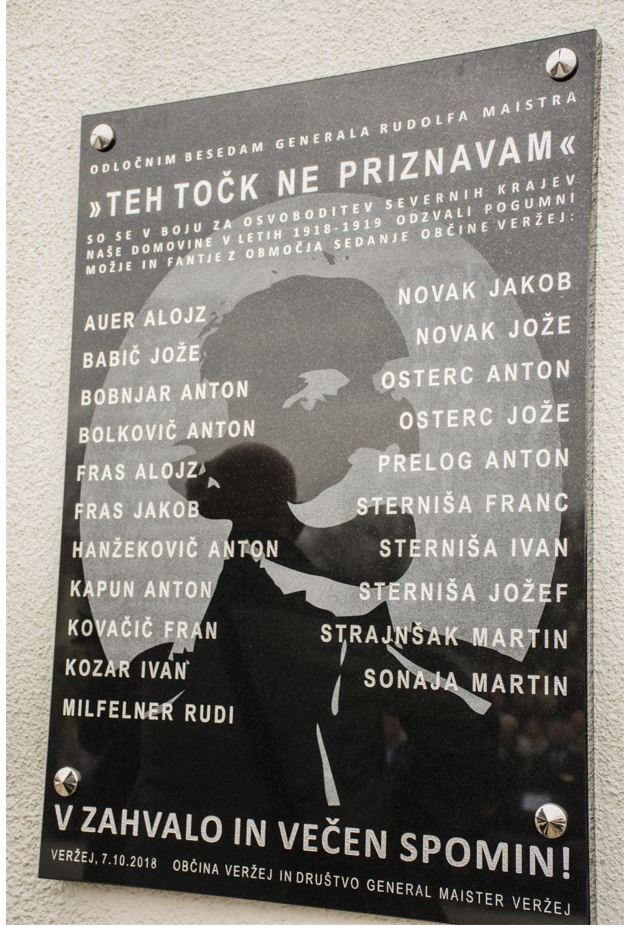 ODLOČNIM BESEDAM GENERALA RUDOLFA MAISTRA
»TEH TOČK NE PRIZNAVAM«
SO SE V BOJU ZA OSVOBODITEV SEVERNIH KRAJEV
NAŠE DOMOVINE V LETIH 1918-1919 ODZVALI POGUMNI
MOŽJE IN FANTJE Z OBMOČJA SEDANJE OBČINE VERŽEJ:
AUER ALOJZ
BABIČ JOŽE
BOBNJAR ANTON
BOLKOVIČ ANTON
FRAS ALOJZ
FRAS JAKOB
HANŽEKOVIČ ANTON
KAPUN ANTON
KOVAČIČ FRAN
KOZAR IVAN
MILFELNER RUDI
NOVAK JAKOB
NOVAK JOŽE
OSTERC ANTON
OSTERC JOŽE
PRELOG ANTON
STERNIŠA FRANC
STERNIŠA IVAN
STERNIŠA JOŽEF
STRAJNŠAK MARTIN
SONAJA MARTIN
V ZAHVALO IN VEČEN SPOMIN!
VERŽEJ, 7.10.2018 OBČINA VERŽEJ IN DRUŠTVO GENERAL MAISTER VERŽEJ